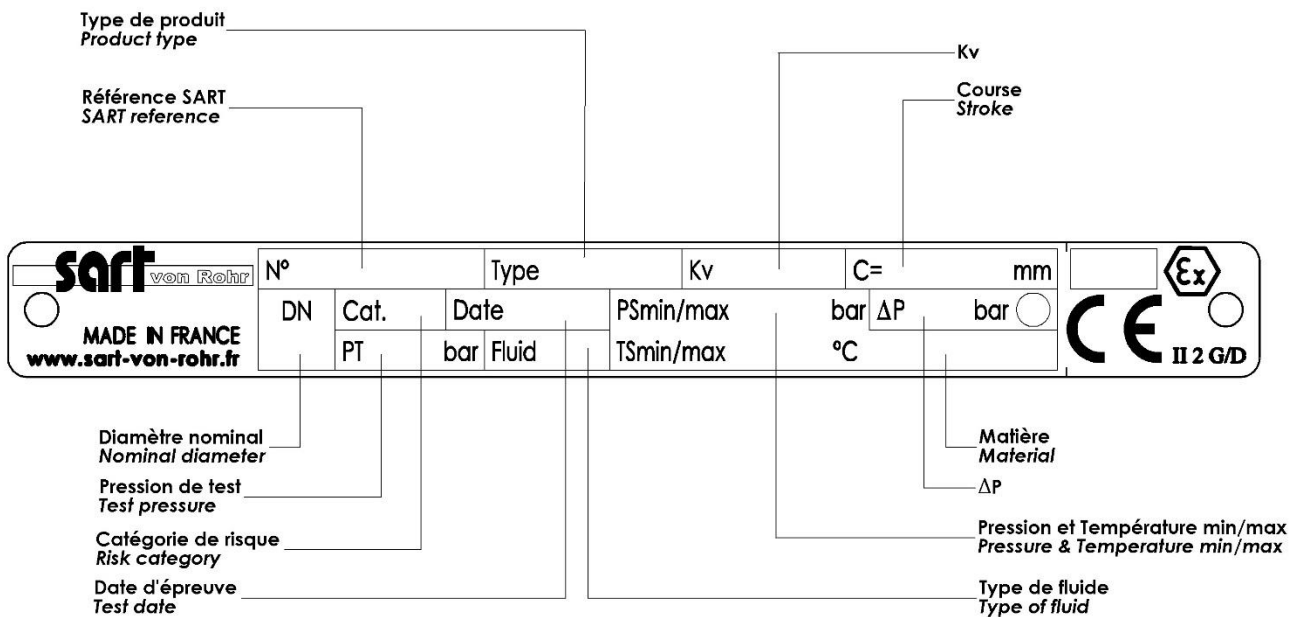 Type de produit
Product type
Kv
Référence SART
SART reference
Course
Stroke
sart von Rohr
MADE IN FRANCE
www.sart-von-rohr.fr
N° Type Kv C= mm
DN Cat. Date PSmin/max bar ΔP bar
PT bar Fluid TSmin/max °C
Ex
CE II 2 G/D
Diamètre nominal
Nominal diameter
Pression de test
Test pressure
Catégorie de risque
Risk category
Date d'épreuve
Test date
Matière
Material
ΔP
Pression et Température min/max
Pressure & Temperature min/max
Type de fluide
Type of fluid